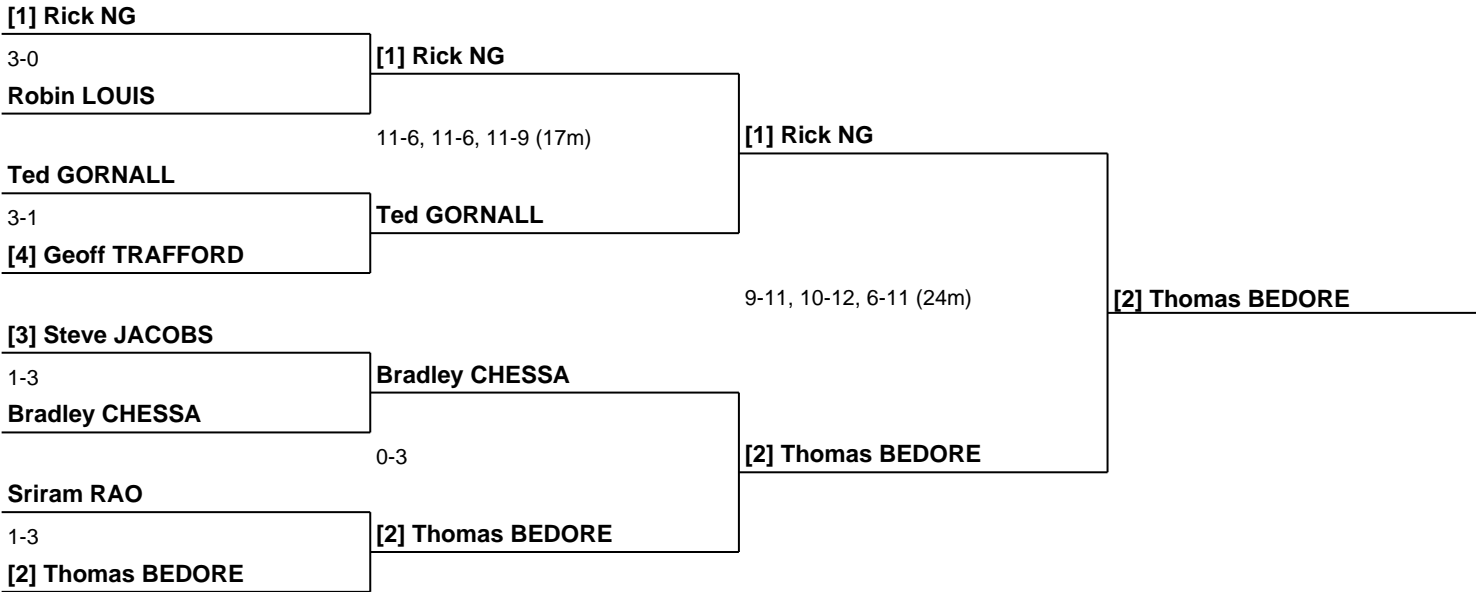 [1] Rick NG
3-0
Robin LOUIS
Ted GORNALL
3-1
[4] Geoff TRAFFORD
[3] Steve JACOBS
1-3
Bradley CHESSA
Sriram RAO
1-3
[2] Thomas BEDORE
[1] Rick NG
11-6, 11-6, 11-9 (17m)
Ted GORNALL
Bradley CHESSA
0-3
[2] Thomas BEDORE
[1] Rick NG
9-11, 10-12, 6-11 (24m)
[2] Thomas BEDORE
[2] Thomas BEDORE